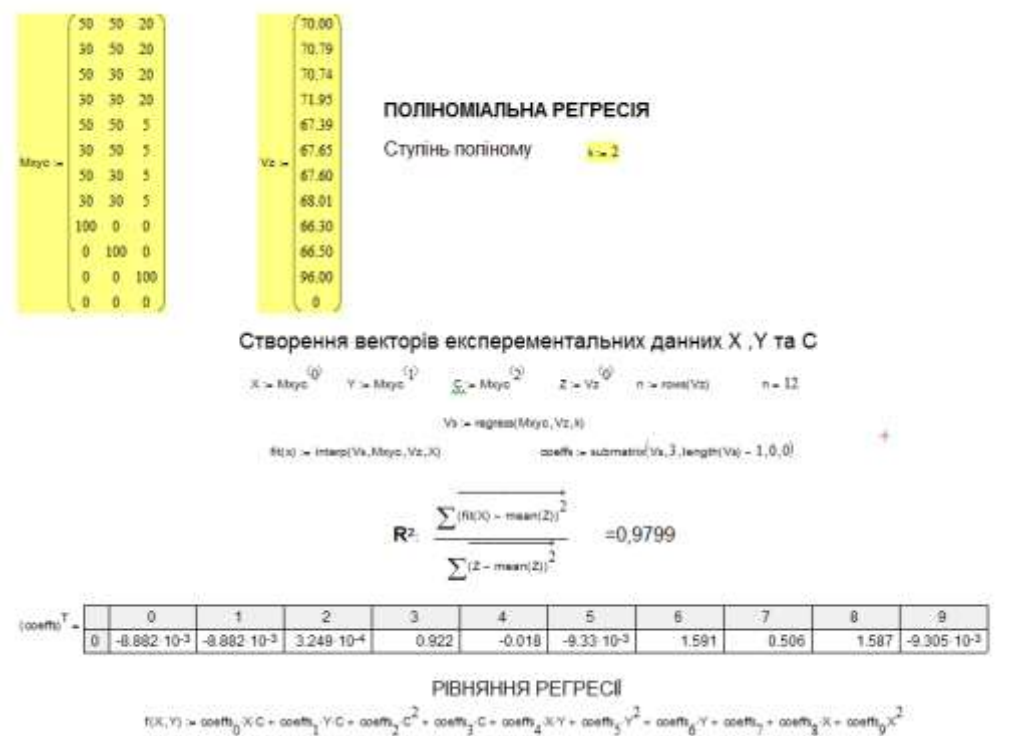 Mxyc := 50 50 20
30 50 20
50 30 20
30 30 20
50 50 5
30 50 5
50 30 5
30 30 5
100 0 0
0 100 0
0 0 100
0 0 0
Vz := 70.00
70.79
70.74
71.95
67.39
67.65
67.60
68.01
66.30
66.50
96.00
0
ПОЛІНОМІАЛЬНА РЕГРЕСІЯ
Ступінь поліному k := 2
Створення векторів експерементальних данних X ,Y та C
X := Mxyc^(0) Y := Mxyc^(1) C := Mxyc^(2) Z := Vz^(0) n := rows(Vz) n = 12
Vs := regress(Mxyc, Vz, k)
fit(x) := interp(Vs, Mxyc, Vz, X) coeffs := submatrix(Vs, 3, length(Vs) − 1, 0, 0)
R²: ∑(fit(X) − mean(Z))² / ∑(Z − mean(Z))² =0,9799
(coeffs)^T =
0 1 2 3 4 5 6 7 8 9
0 -8.882·10-3 -8.882·10-3 3.249·10-4 0.922 -0.018 -9.33·10-3 1.591 0.506 1.587 -9.305·10-3
РІВНЯННЯ РЕГРЕСІЇ
f(X,Y) := coeffs₀·X·C + coeffs₁·Y·C + coeffs₂·C² + coeffs₃·C + coeffs₄·X·Y + coeffs₅·Y² + coeffs₆·Y + coeffs₇ + coeffs₈·X + coeffs₉X²